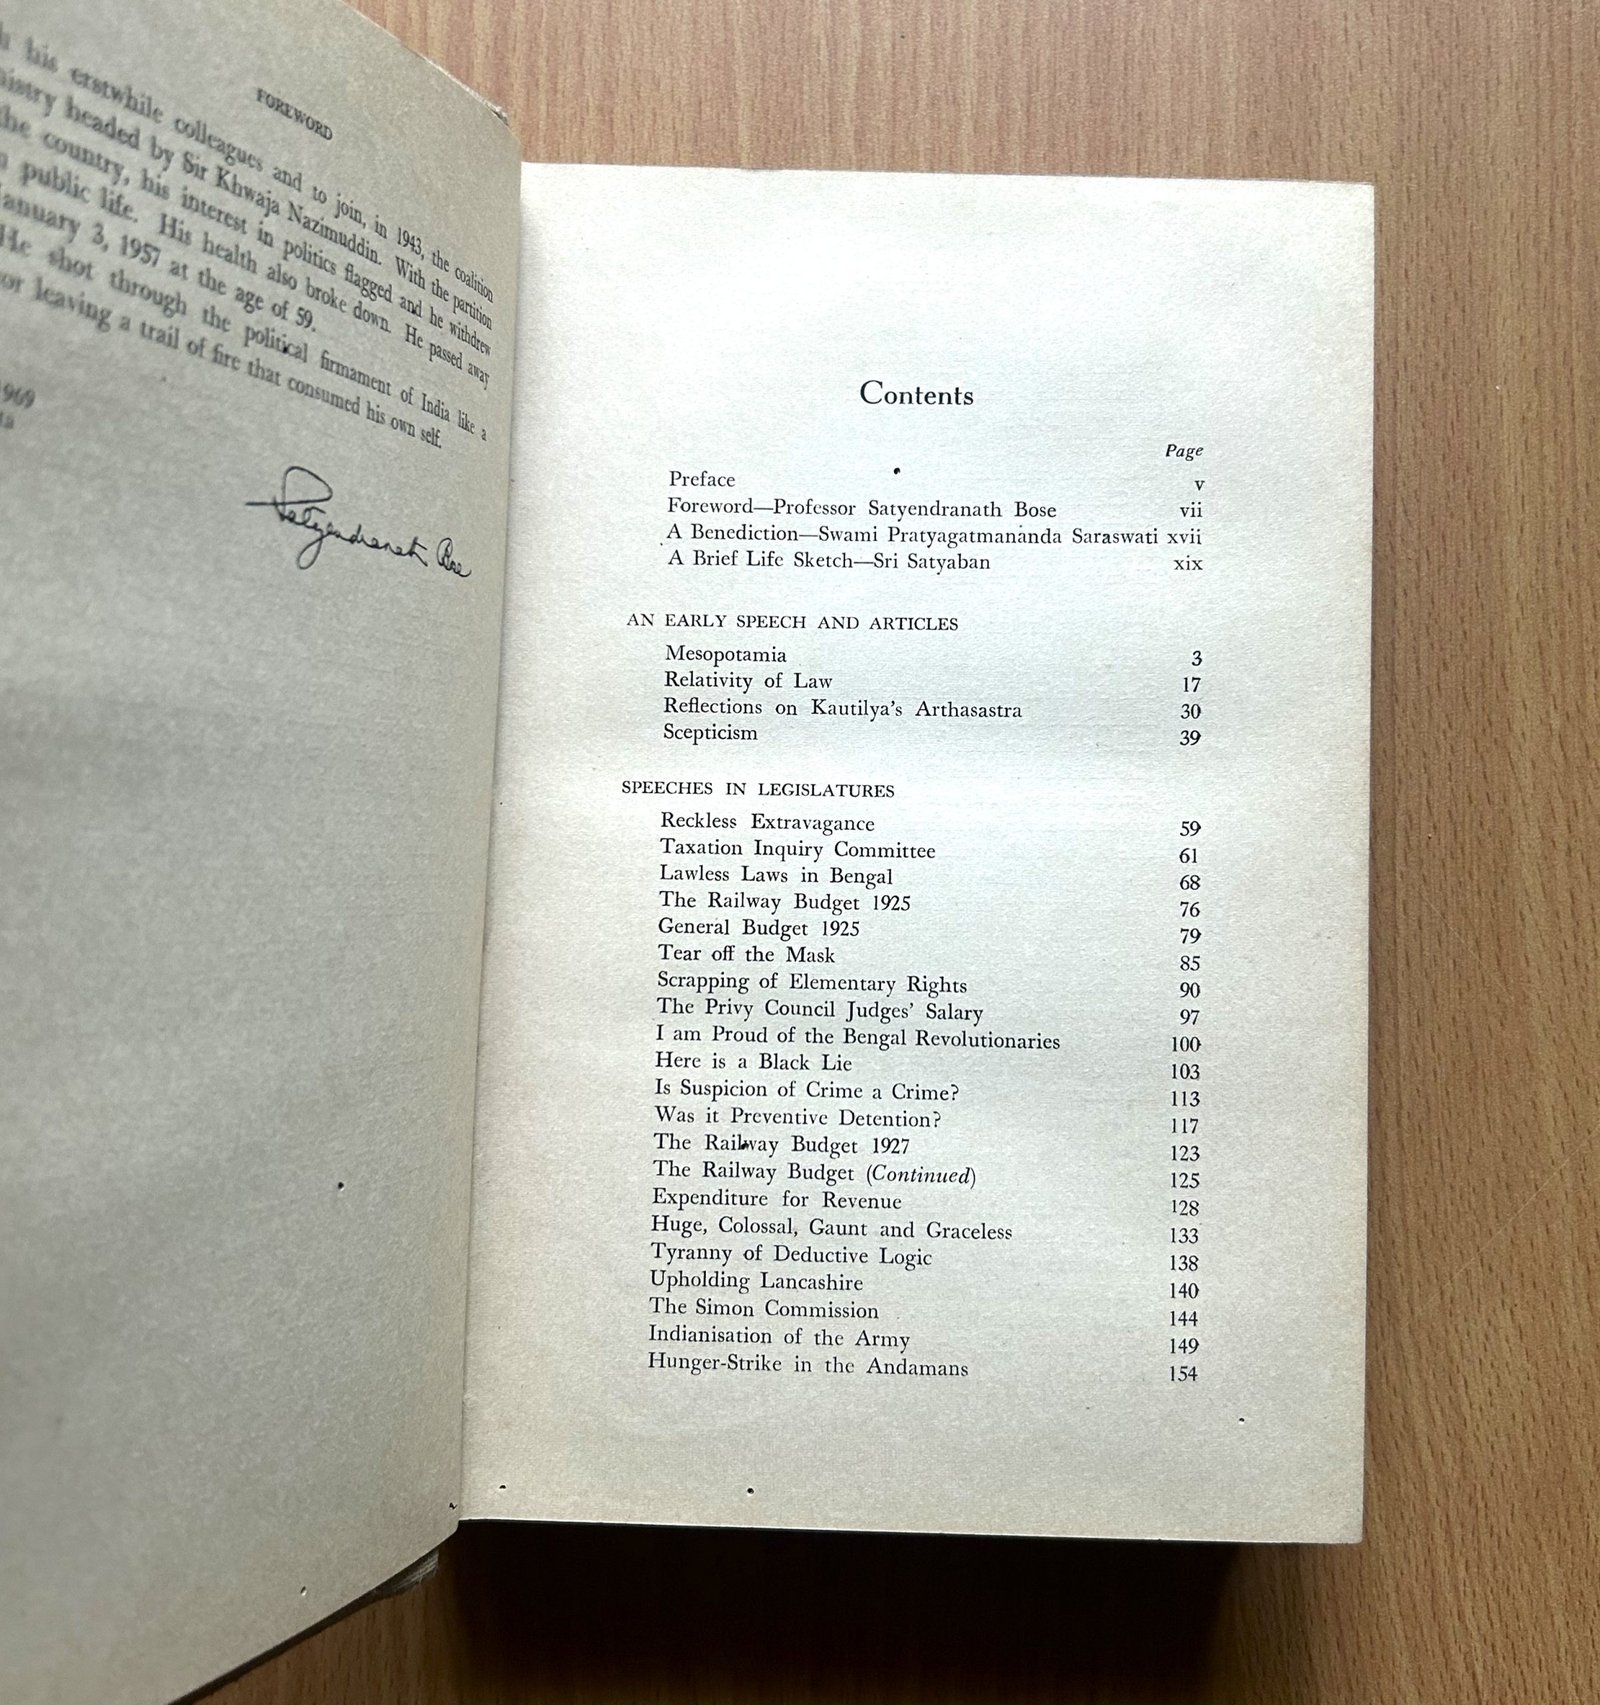 FOREWORD
his erstwhile colleagues and to join, in 1943, the coalition
headed by Sir Khwaja Nazimuddin. With the partition
the country, his interest in politics flagged and he withdrew
public life. His health also broke down. He passed away
January 3, 1957 at the age of 59.
He shot through the political firmament of India like a
leaving a trail of fire that consumed his own self.
1969
Satyendranath Bose
Contents
Page
Preface v
Foreword—Professor Satyendranath Bose vii
A Benediction—Swami Pratyagatmananda Saraswati xvii
A Brief Life Sketch—Sri Satyaban xix
AN EARLY SPEECH AND ARTICLES
Mesopotamia 3
Relativity of Law 17
Reflections on Kautilya's Arthasastra 30
Scepticism 39
SPEECHES IN LEGISLATURES
Reckless Extravagance 59
Taxation Inquiry Committee 61
Lawless Laws in Bengal 68
The Railway Budget 1925 76
General Budget 1925 79
Tear off the Mask 85
Scrapping of Elementary Rights 90
The Privy Council Judges' Salary 97
I am Proud of the Bengal Revolutionaries 100
Here is a Black Lie 103
Is Suspicion of Crime a Crime? 113
Was it Preventive Detention? 117
The Railway Budget 1927 123
The Railway Budget (Continued) 125
Expenditure for Revenue 128
Huge, Colossal, Gaunt and Graceless 133
Tyranny of Deductive Logic 138
Upholding Lancashire 140
The Simon Commission 144
Indianisation of the Army 149
Hunger-Strike in the Andamans 154